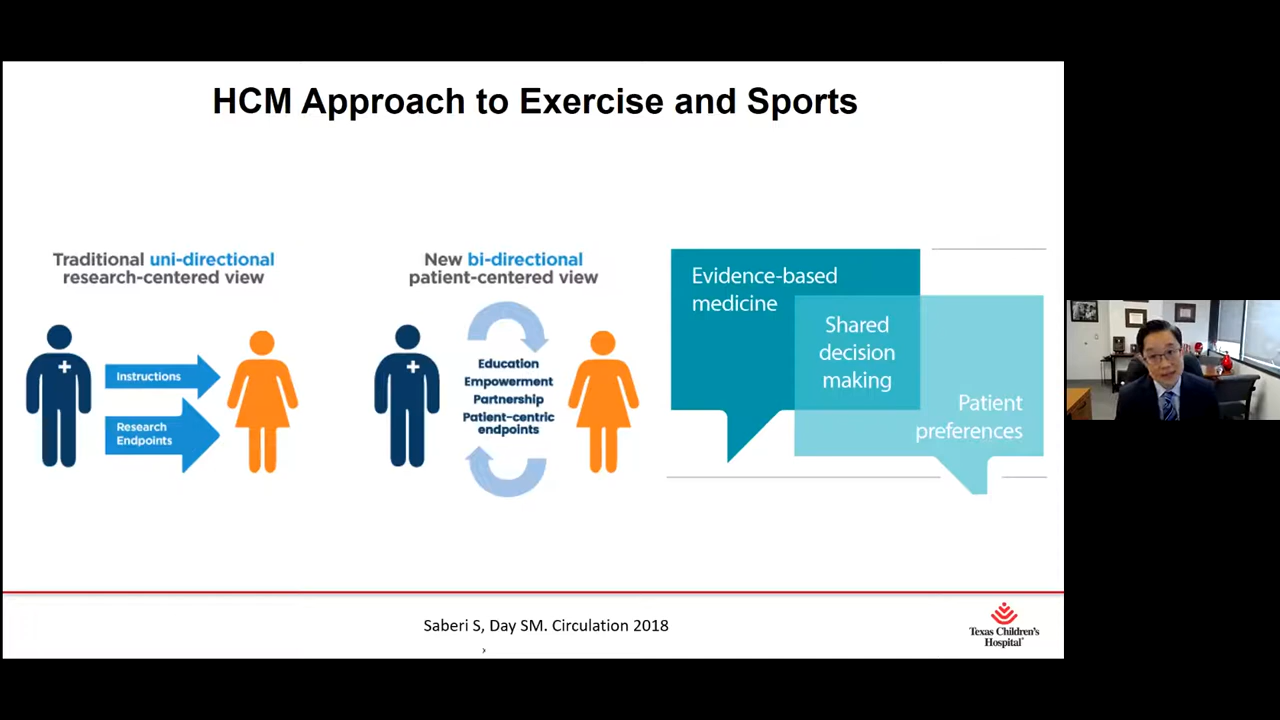 HCM Approach to Exercise and Sports
Traditional uni-directional
research-centered view
Instructions
Research
Endpoints
New bi-directional
patient-centered view
Education
Empowerment
Partnership
Patient-centric
endpoints
Evidence-based
medicine
Shared
decision
making
Patient
preferences
Saberi S, Day SM. Circulation 2018
Texas Children's
Hospital